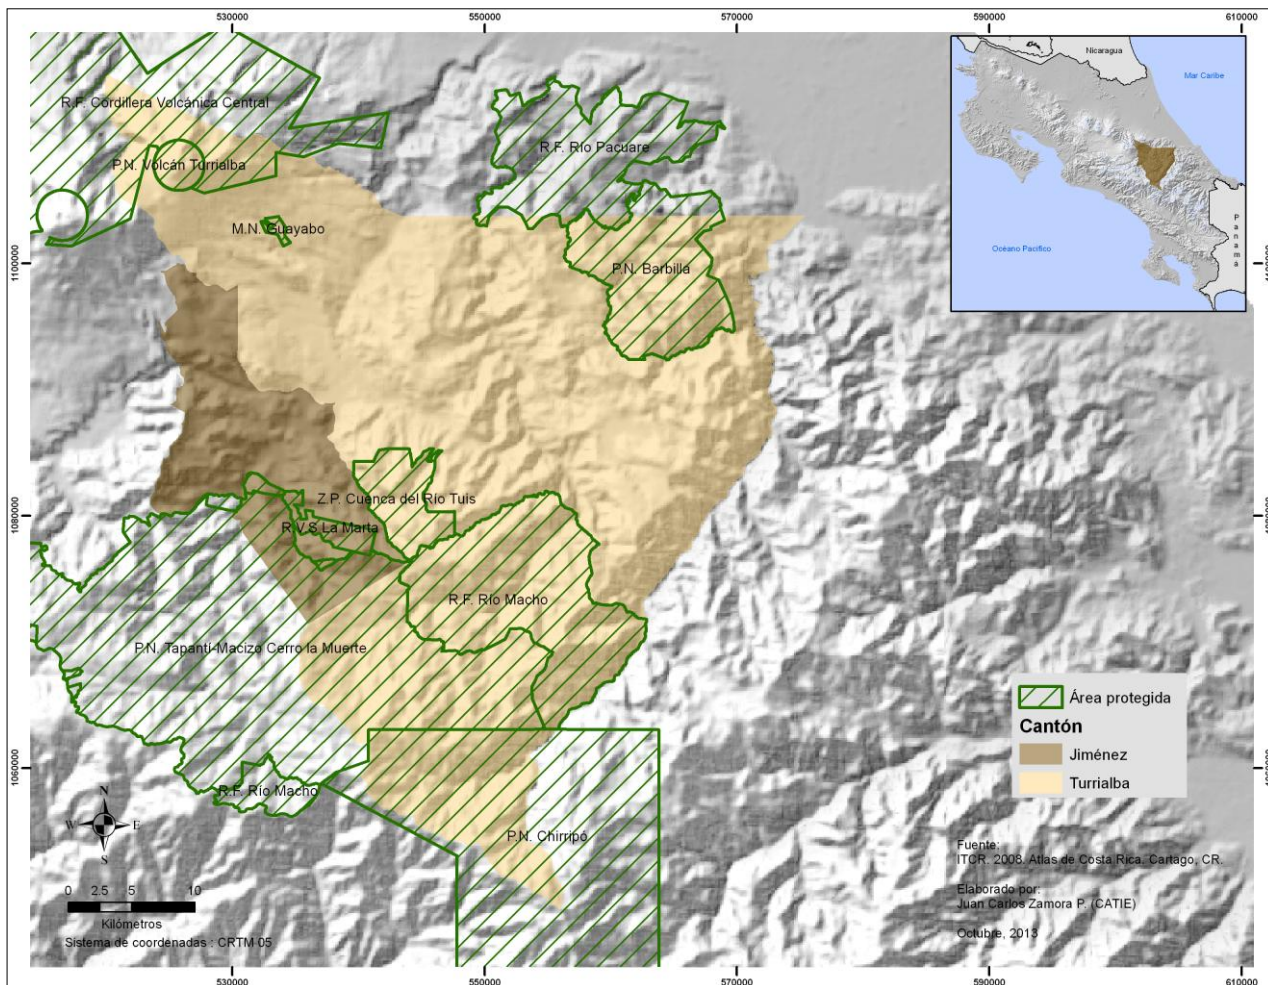 530000
550000
570000
590000
610000
Nicaragua
Mar Caribe
Océano Pacífico
Panamá
R.F. Cordillera Volcánica Central
R.F. Río Pacuare
P.N. Volcán Turrialba
M.N. Guayabo
P.N. Barbilla
1100000
1100000
Z.P. Cuenca del Río Tuis
R.V.S La Marta
1080000
1080000
R.F. Río Macho
P.N. Tapantí-Macizo Cerro la Muerte
R.F. Río Macho
P.N. Chirripó
1060000
1060000
Área protegida
Cantón
Jiménez
Turrialba
N
W E
S
0 2.5 5 10
Kilómetros
Sistema de coordenadas : CRTM 05
Fuente:
ITCR. 2008. Atlas de Costa Rica. Cartago, CR.
Elaborado por:
Juan Carlos Zamora P. (CATIE)
Octubre, 2013
530000
550000
570000
590000
610000